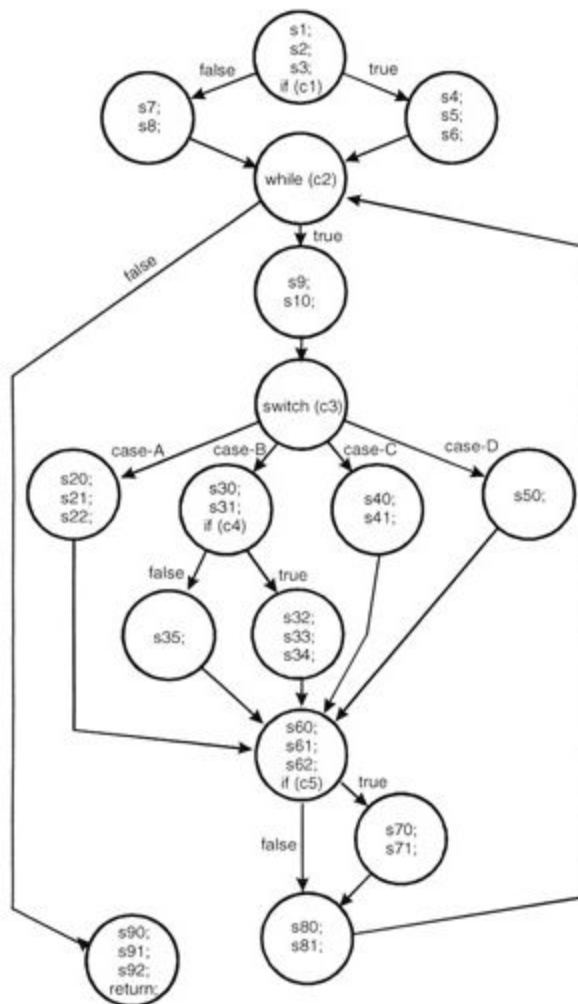 s1;
s2;
s3;
if (c1)
false
true
s7;
s8;
s4;
s5;
s6;
while (c2)
false
true
s9;
s10;
switch (c3)
case-A
case-B
case-C
case-D
s20;
s21;
s22;
s30;
s31;
if (c4)
s40;
s41;
s50;
false
true
s35;
s32;
s33;
s34;
s60;
s61;
s62;
if (c5)
true
false
s70;
s71;
s80;
s81;
s90;
s91;
s92;
return;